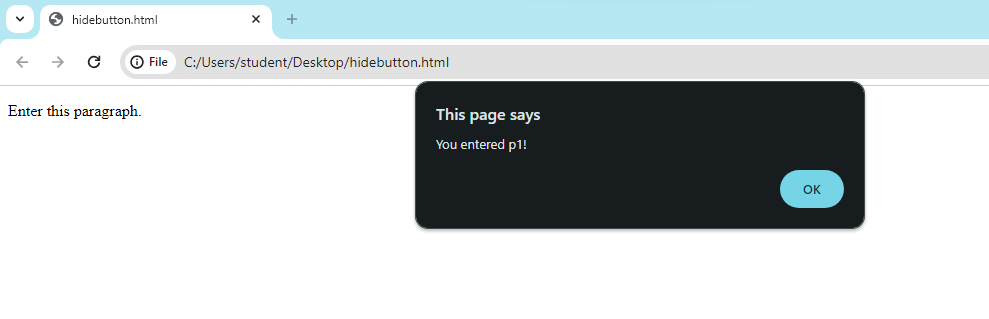 hidebutton.html
File
C:/Users/student/Desktop/hidebutton.html
Enter this paragraph.
This page says
You entered p1!
OK